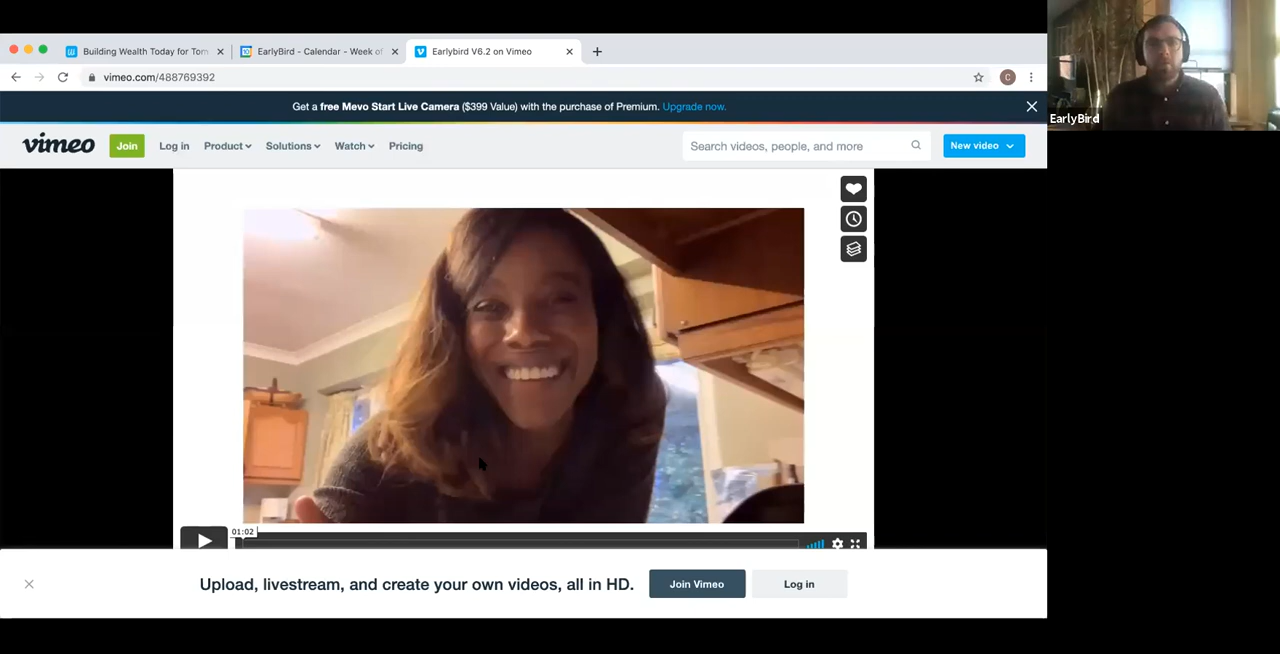 Building Wealth Today for Tom
EarlyBird - Calendar - Week of
Earlybird V6.2 on Vimeo
vimeo.com/488769392
C
EarlyBird
Get a free Mevo Start Live Camera ($399 Value) with the purchase of Premium. Upgrade now.
vimeo
Join
Log in
Product
Solutions
Watch
Pricing
Search videos, people, and more
New video
01:02
Upload, livestream, and create your own videos, all in HD.
Join Vimeo
Log in